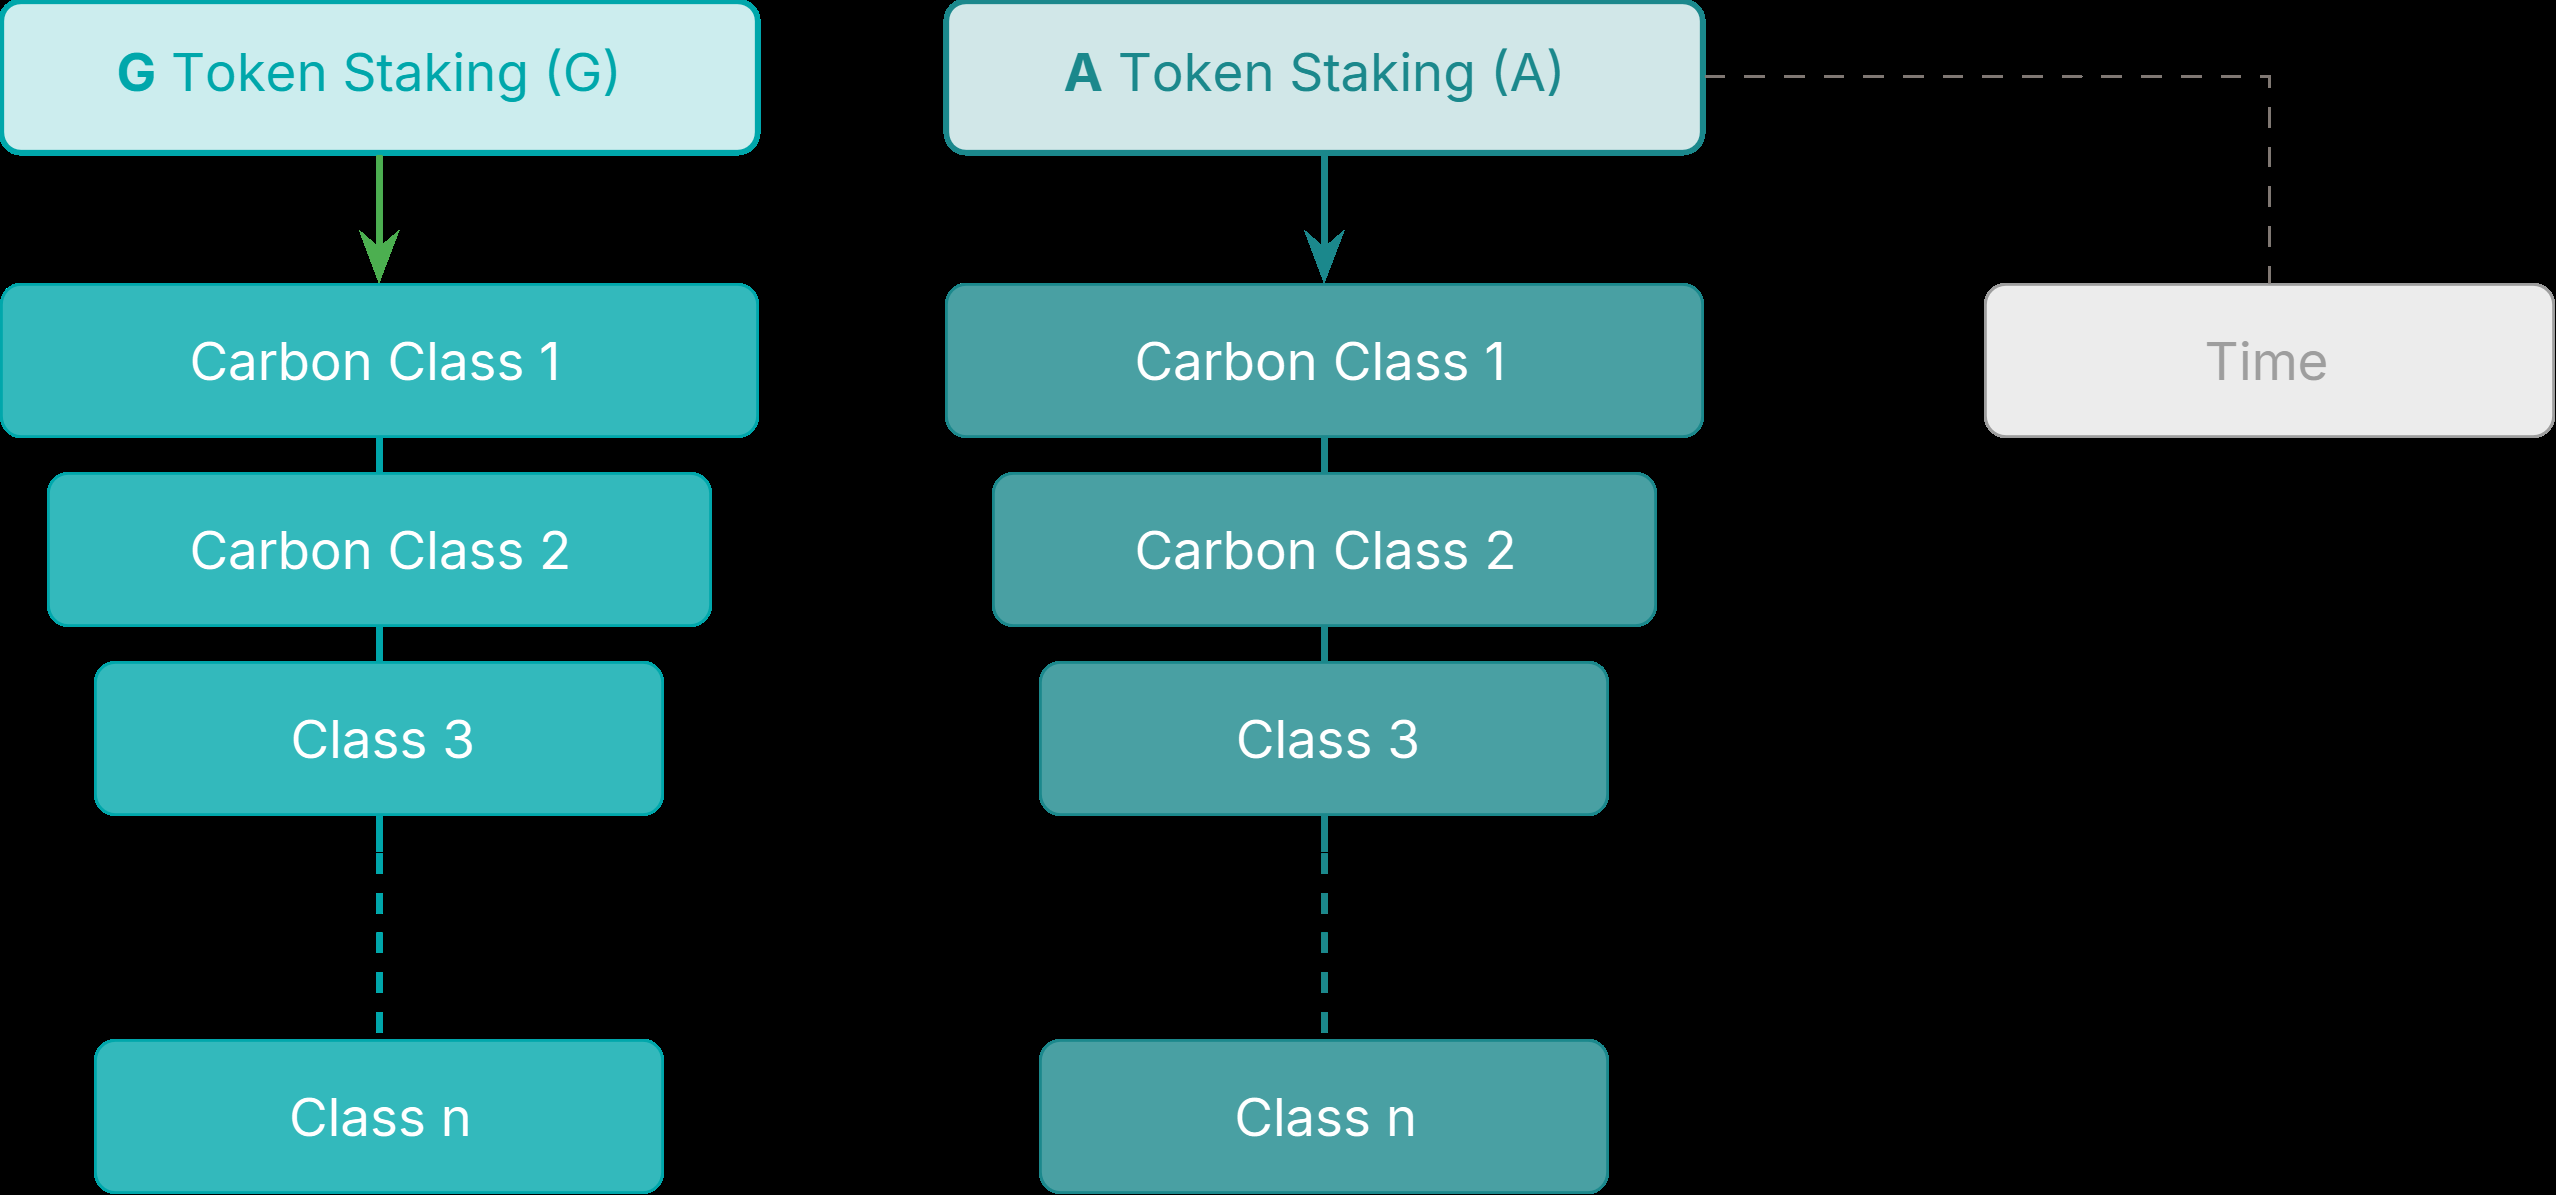 G Token Staking (G)
A Token Staking (A)
Carbon Class 1
Carbon Class 1
Time
Carbon Class 2
Carbon Class 2
Class 3
Class 3
Class n
Class n